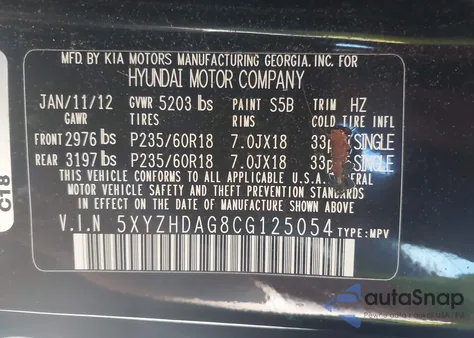 MFD. BY KIA MOTORS MANUFACTURING GEORGIA, INC. FOR
HYUNDAI MOTOR COMPANY
JAN/11/12 GVWR 5203 lbs PAINT S5B TRIM HZ
GAWR TIRES RIMS COLD TIRE INFL
FRONT 2976 lbs P235/60R18 7.0JX18 33 /SINGLE
REAR 3197 lbs P235/60R18 7.0JX18 33 /SINGLE
THIS VEHICLE CONFORMS TO ALL APPLICABLE U.S.A. FEDERAL
MOTOR VEHICLE SAFETY AND THEFT PREVENTION STANDARDS
IN EFFECT ON THE DATE OF MANUFACTURE SHOWN ABOVE.
V.I.N 5XYZHDAG8CG125054 TYPE: MPV
C18
autoSnap